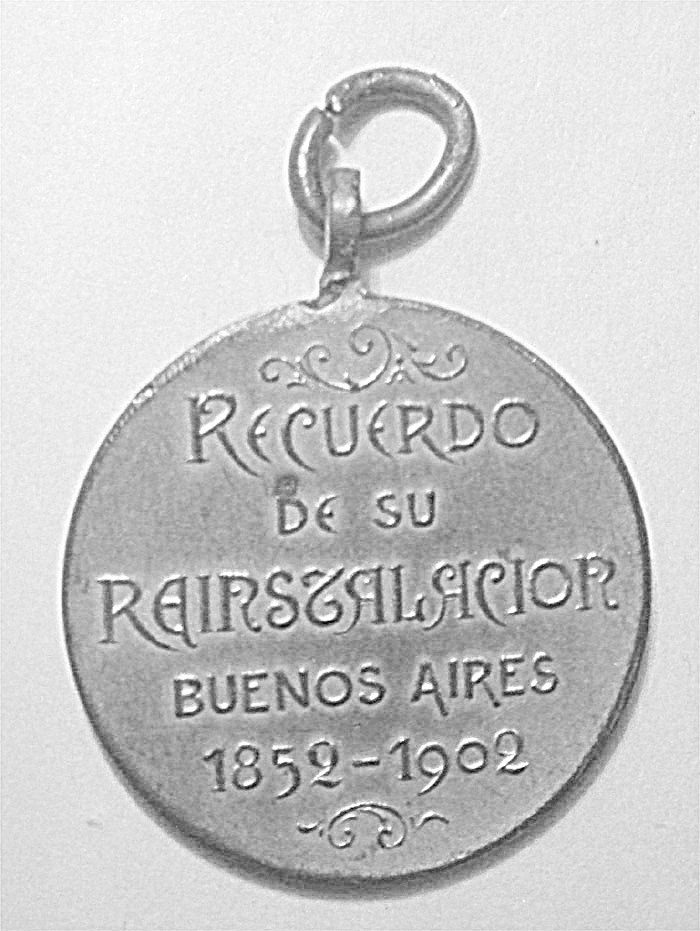 RECUERDO
DE SU
REINSTALACION
BUENOS AIRES
1852-1902